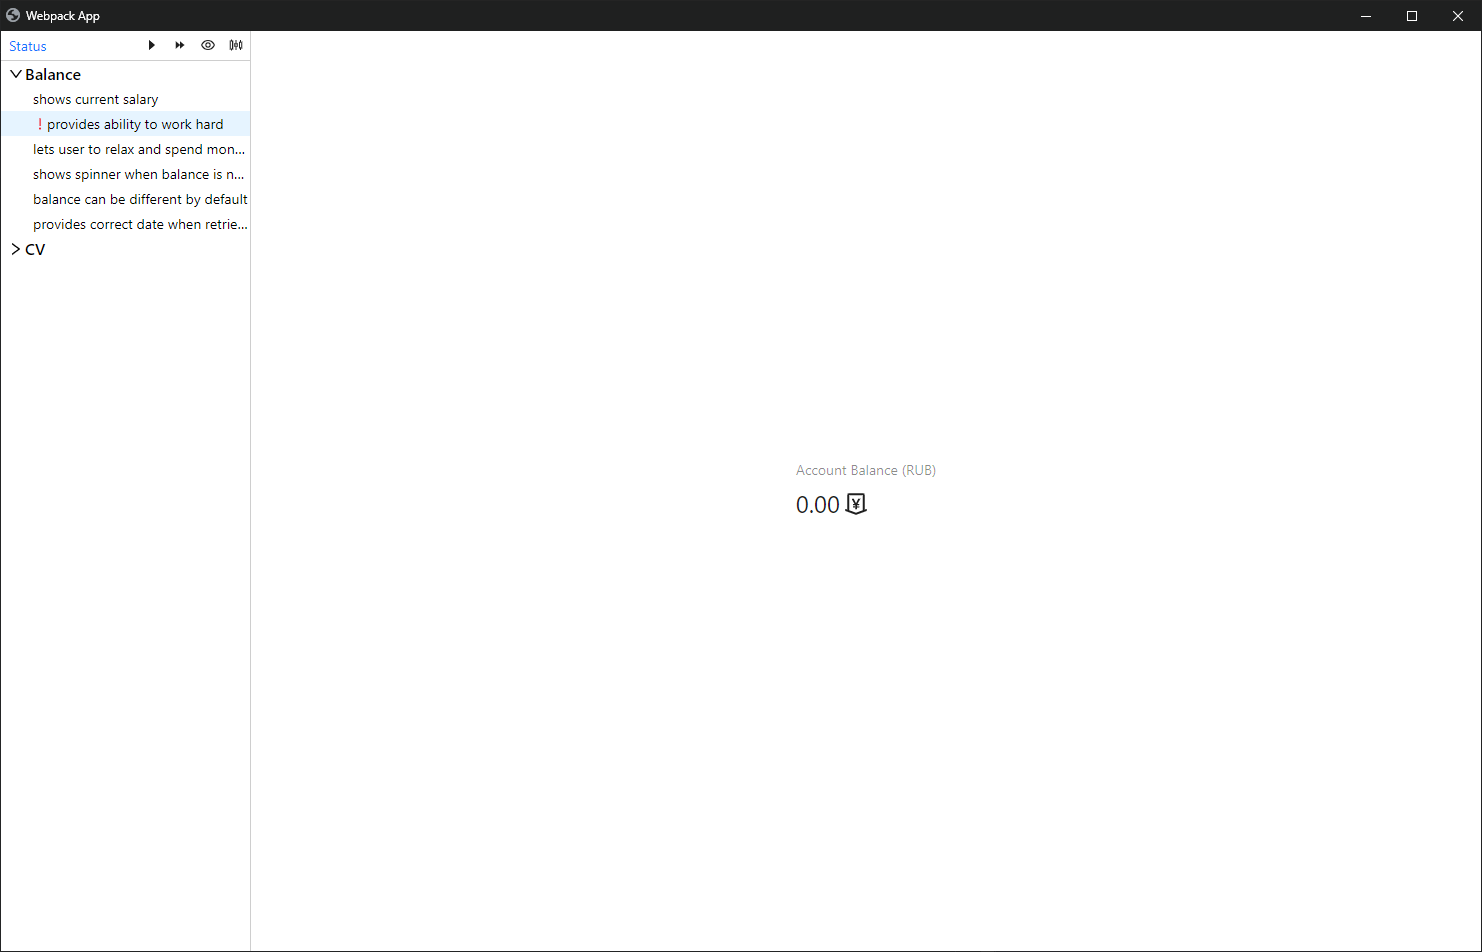 Webpack App
Status
Balance
shows current salary
! provides ability to work hard
lets user to relax and spend mon...
shows spinner when balance is n...
balance can be different by default
provides correct date when retrie...
CV
Account Balance (RUB)
0.00 ¥